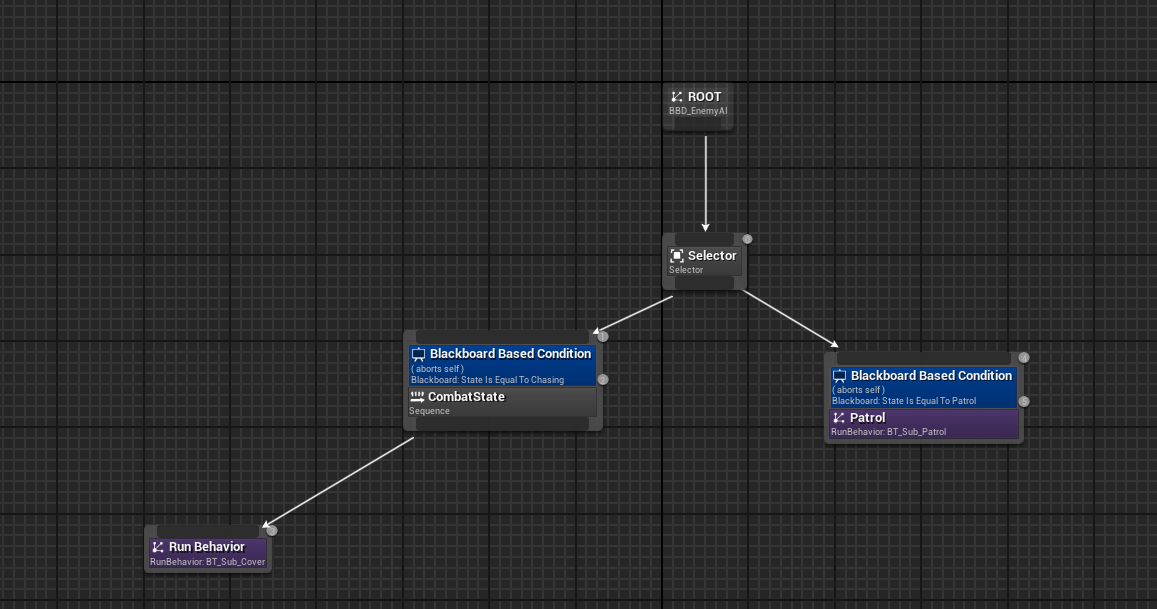 ROOT
BBD_EnemyAI
Selector
Selector
Blackboard Based Condition
( aborts self )
Blackboard: State Is Equal To Chasing
CombatState
Sequence
Blackboard Based Condition
( aborts self )
Blackboard: State Is Equal To Patrol
Patrol
RunBehavior: BT_Sub_Patrol
Run Behavior
RunBehavior: BT_Sub_Cover